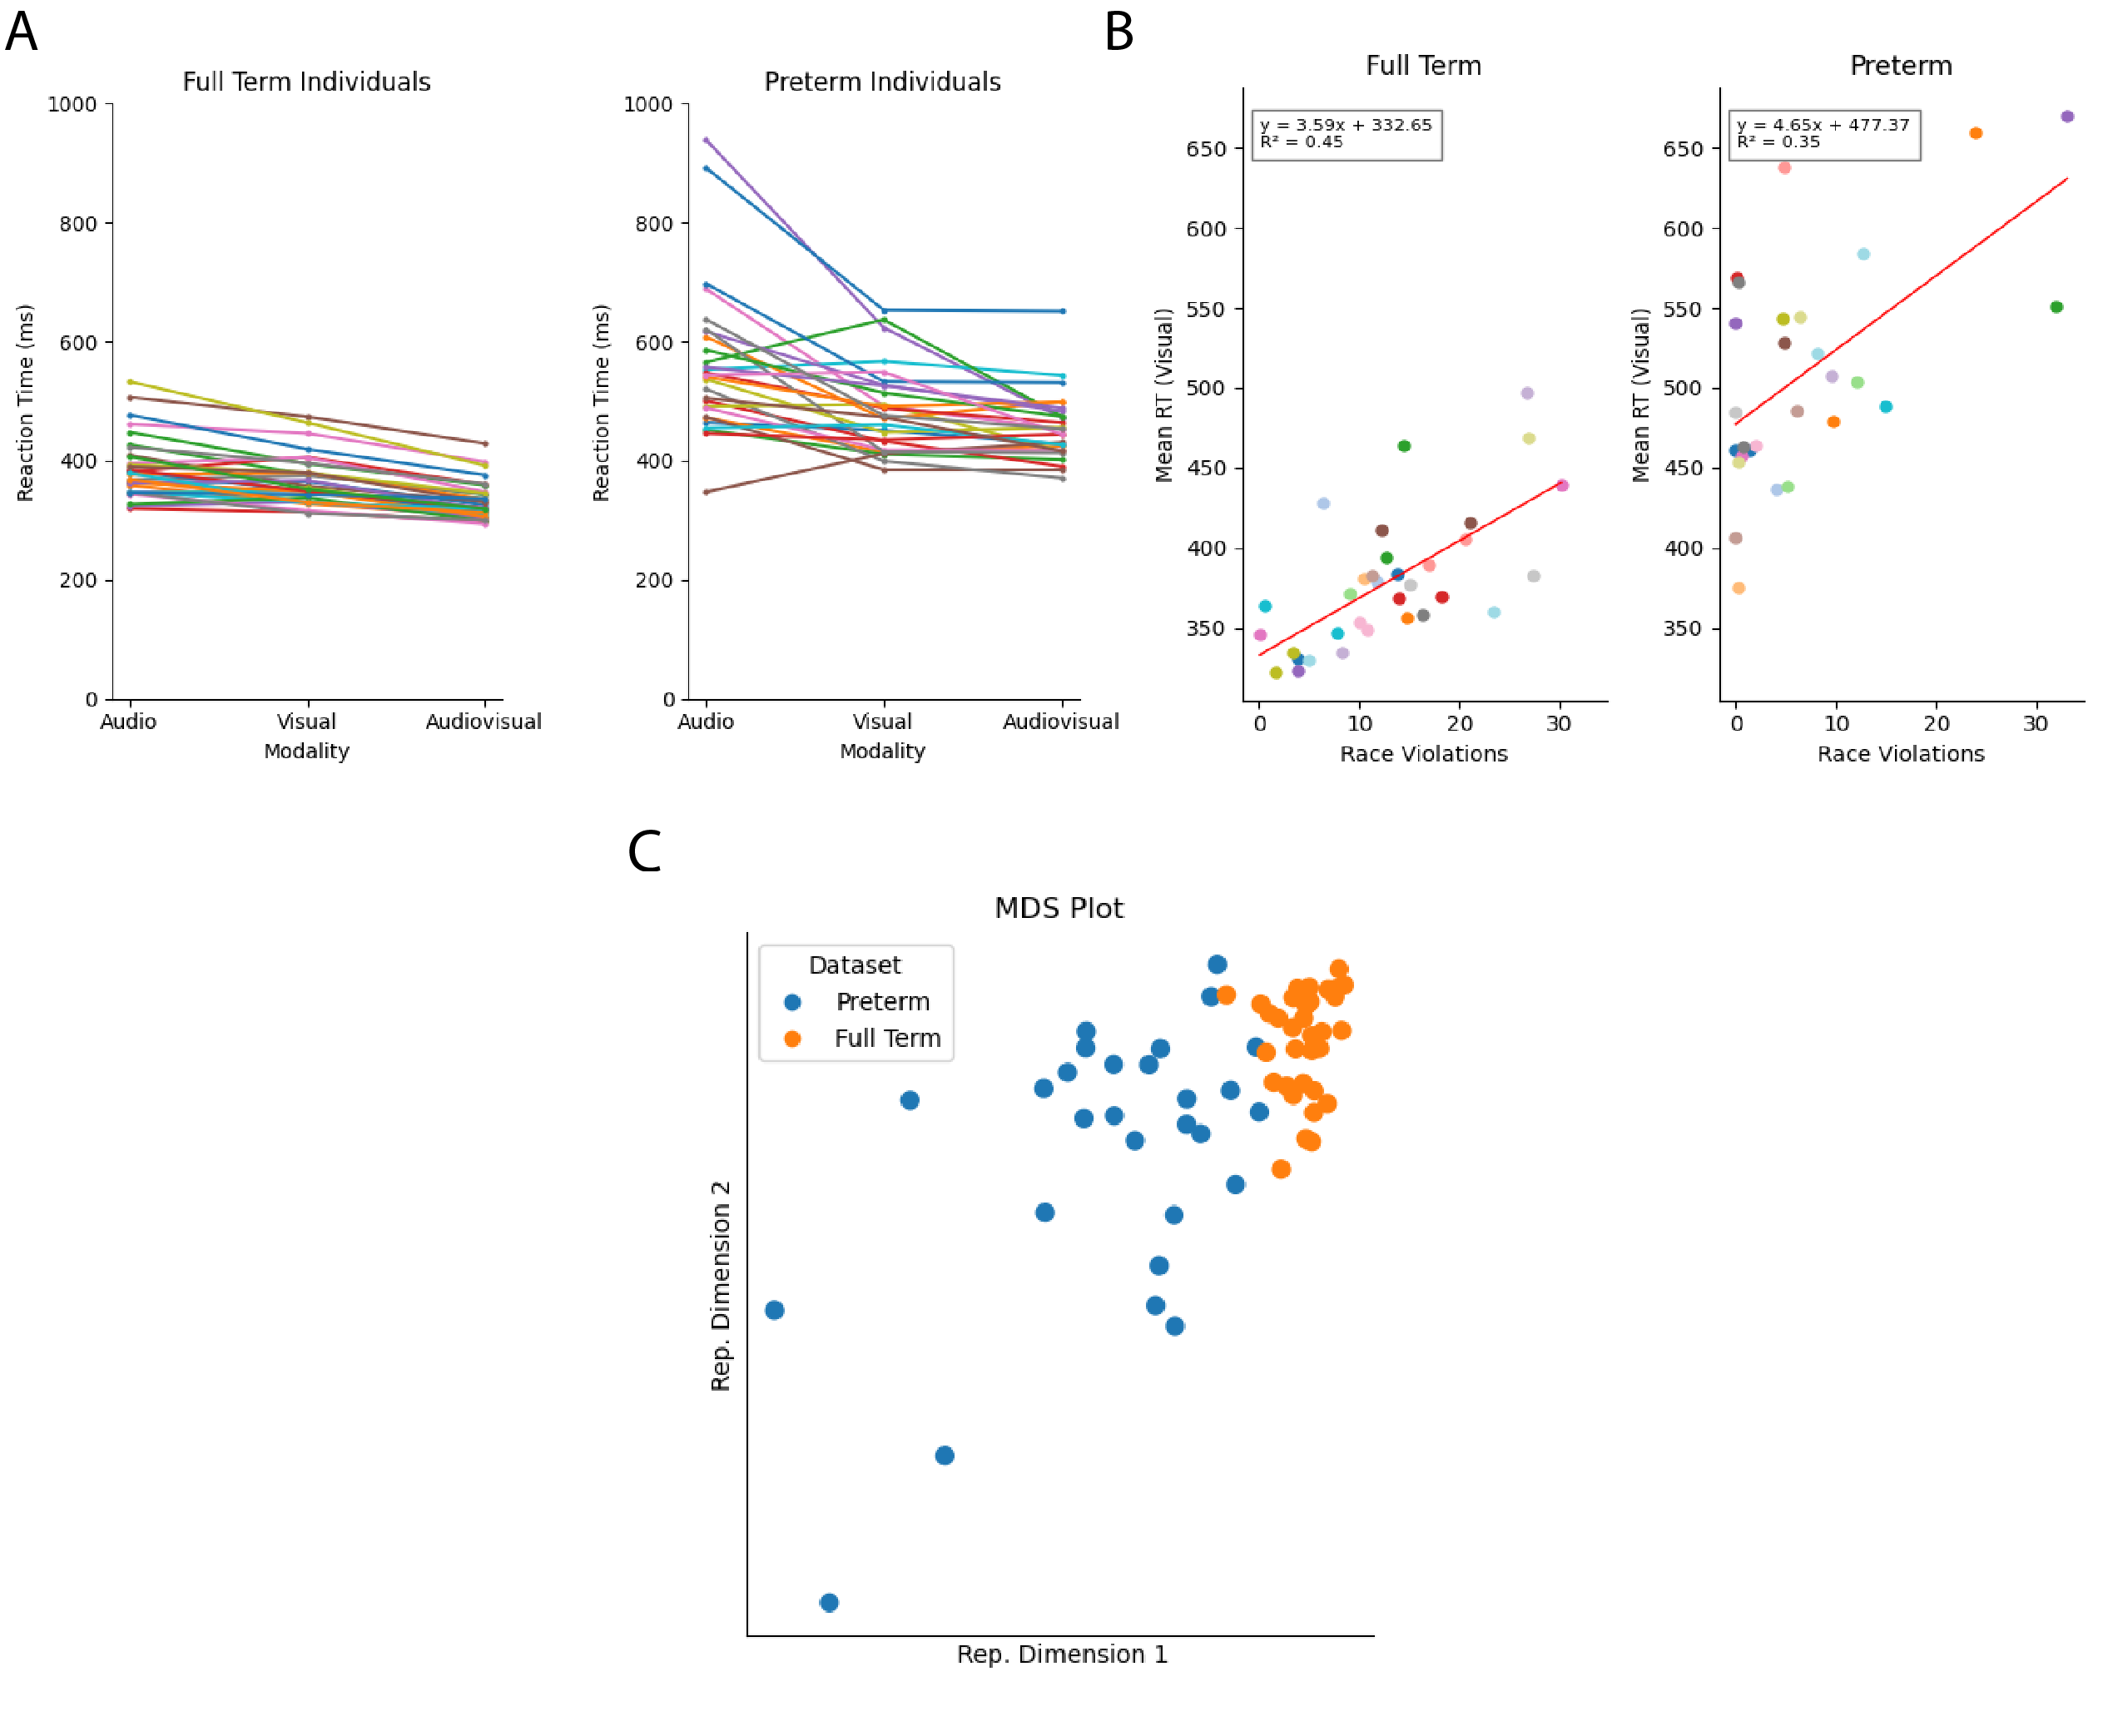 A
Full Term Individuals
1000
800
600
400
200
0
Reaction Time (ms)
Audio
Visual
Audiovisual
Modality
Preterm Individuals
1000
800
600
400
200
0
Reaction Time (ms)
Audio
Visual
Audiovisual
Modality
B
Full Term
y = 3.59x + 332.65
R² = 0.45
650
600
550
500
450
400
350
Mean RT (Visual)
0
10
20
30
Race Violations
Preterm
y = 4.65x + 477.37
R² = 0.35
650
600
550
500
450
400
350
Mean RT (Visual)
0
10
20
30
Race Violations
C
MDS Plot
Dataset
Preterm
Full Term
Rep. Dimension 2
Rep. Dimension 1